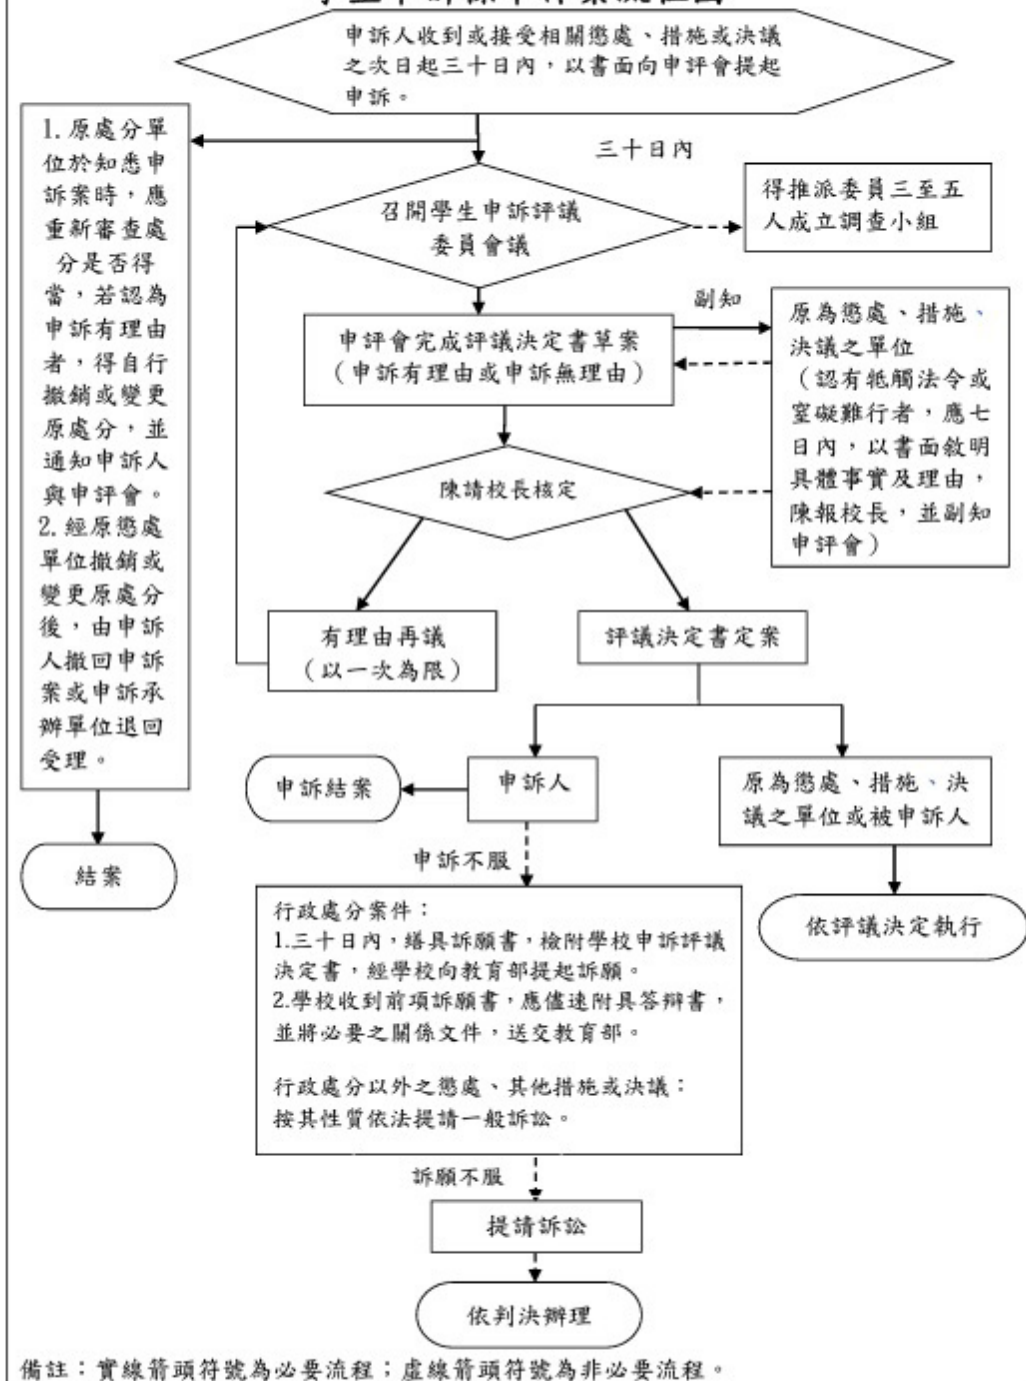 申訴人收到或接受相關懲處、措施或決議
之次日起三十日內，以書面向申評會提起
申訴。
1. 原處分單
位於知悉申
訴案時，應
重新審查處
分是否得
當，若認為
申訴有理由
者，得自行
撤銷或變更
原處分，並
通知申訴人
與申評會。
2. 經原懲處
單位撤銷或
變更原處分
後，由申訴
人撤回申訴
案或申訴承
辦單位退回
受理。
結案
三十日內
召開學生申訴評議
委員會議
得推派委員三至五
人成立調查小組
申評會完成評議決定書草案
（申訴有理由或申訴無理由）
副知
原為懲處、措施、
決議之單位
（認有牴觸法令或
窒礙難行者，應七
日內，以書面敘明
具體事實及理由，
陳報校長，並副知
申評會）
陳請校長核定
有理由再議
（以一次為限）
評議決定書定案
申訴結案
申訴人
原為懲處、措施、決
議之單位或被申訴人
申訴不服
依評議決定執行
行政處分案件：
1.三十日內，繕具訴願書，檢附學校申訴評議
決定書，經學校向教育部提起訴願。
2.學校收到前項訴願書，應儘速附具答辯書，
並將必要之關係文件，送交教育部。
行政處分以外之懲處、其他措施或決議：
按其性質依法提請一般訴訟。
訴願不服
提請訴訟
依判決辦理
備註：實線箭頭符號為必要流程；虛線箭頭符號為非必要流程。